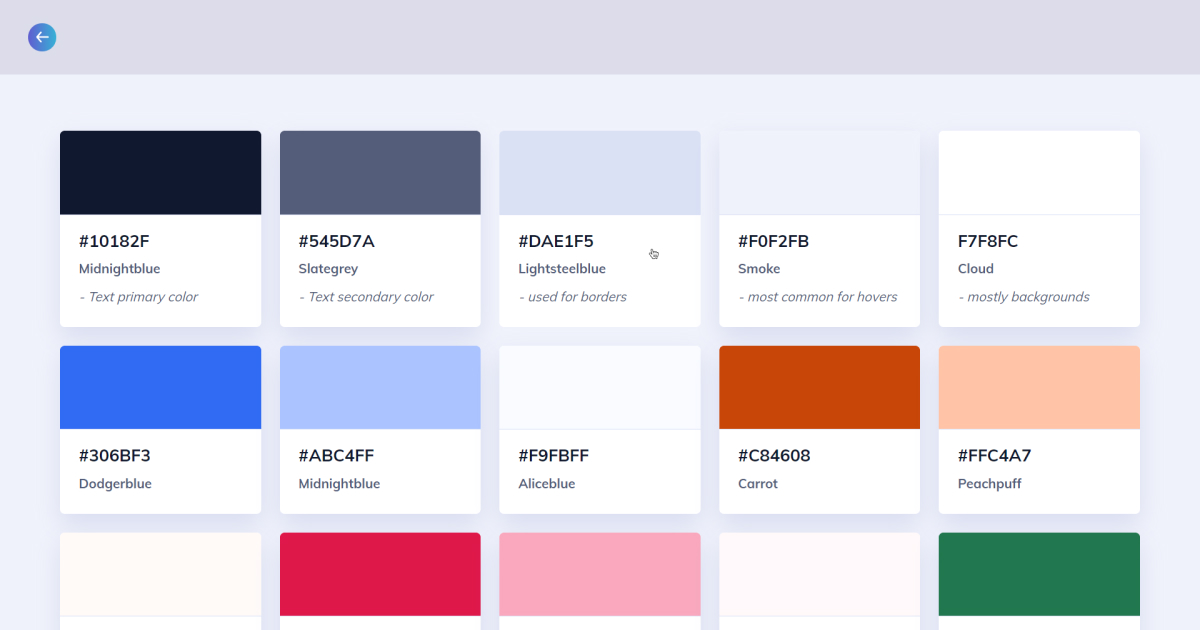 #10182F
Midnightblue
- Text primary color
#545D7A
Slategrey
- Text secondary color
#DAE1F5
Lightsteelblue
- used for borders
#F0F2FB
Smoke
- most common for hovers
F7F8FC
Cloud
- mostly backgrounds
#306BF3
Dodgerblue
#ABC4FF
Midnightblue
#F9FBFF
Aliceblue
#C84608
Carrot
#FFC4A7
Peachpuff